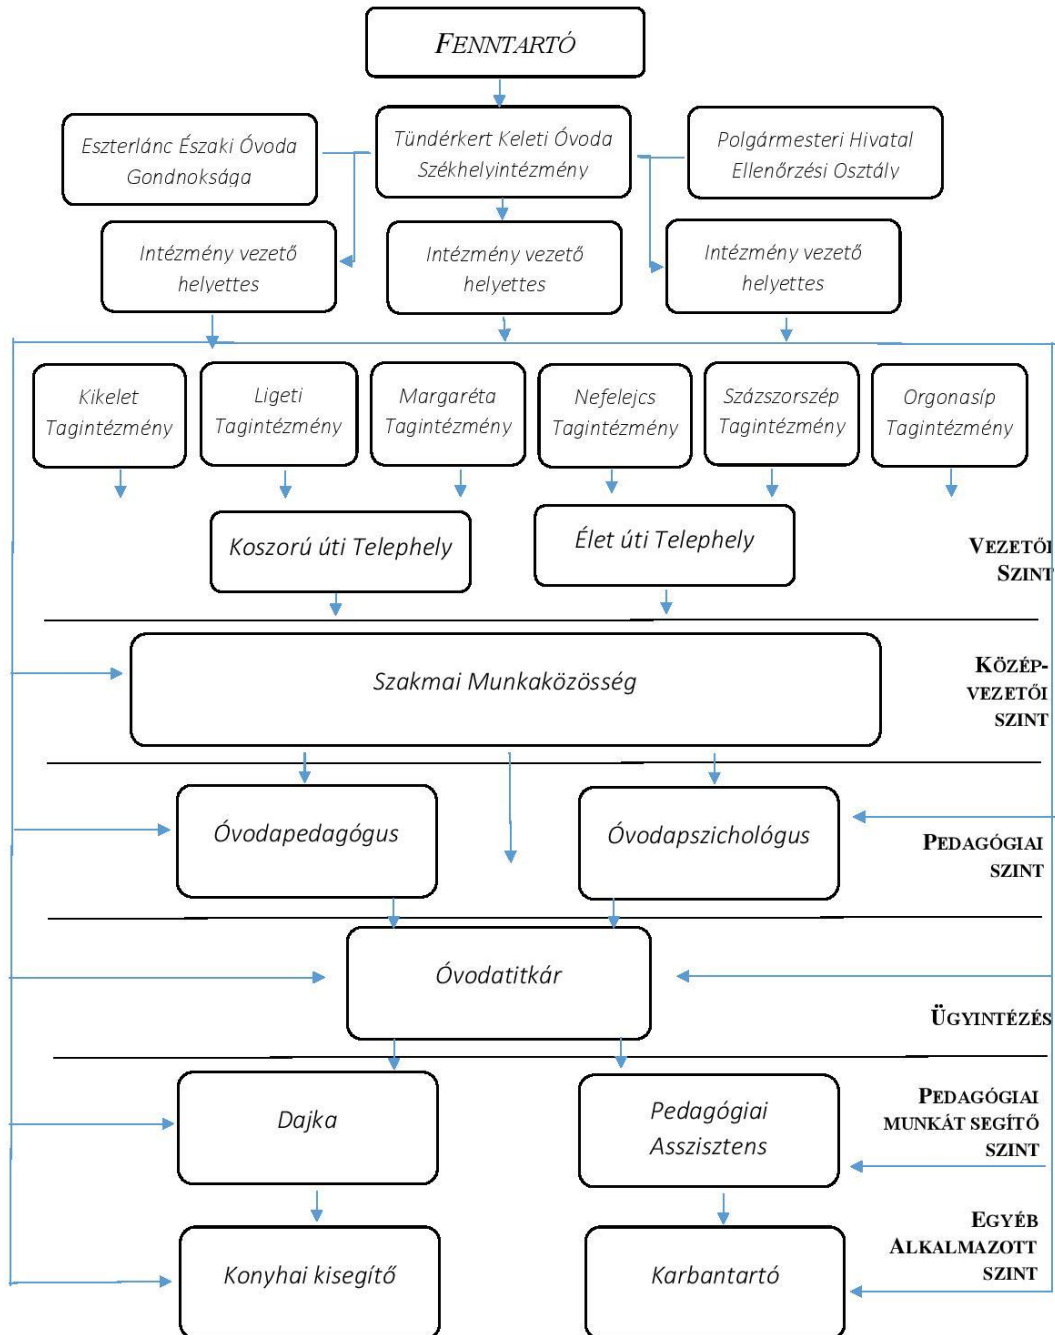 FENNTARTÓ
Eszterlánc Északi Óvoda
Gondnoksága
Tündérkert Keleti Óvoda
Székhelyintézmény
Polgármesteri Hivatal
Ellenőrzési Osztály
Intézmény vezető
helyettes
Intézmény vezető
helyettes
Intézmény vezető
helyettes
Kikelet
Tagintézmény
Ligeti
Tagintézmény
Margaréta
Tagintézmény
Nefelejcs
Tagintézmény
Százszorszép
Tagintézmény
Orgonasíp
Tagintézmény
Koszorú úti Telephely
Élet úti Telephely
VEZETŐI
SZINT
Szakmai Munkaközösség
KÖZÉP-
VEZETŐI
SZINT
Óvodapedagógus
Óvodapszichológus
PEDAGÓGIAI
SZINT
Óvodatitkár
ÜGYINTÉZÉS
Dajka
Pedagógiai
Asszisztens
PEDAGÓGIAI
MUNKÁT SEGÍTŐ
SZINT
Konyhai kisegítő
Karbantartó
EGYÉB
ALKALMAZOTT
SZINT